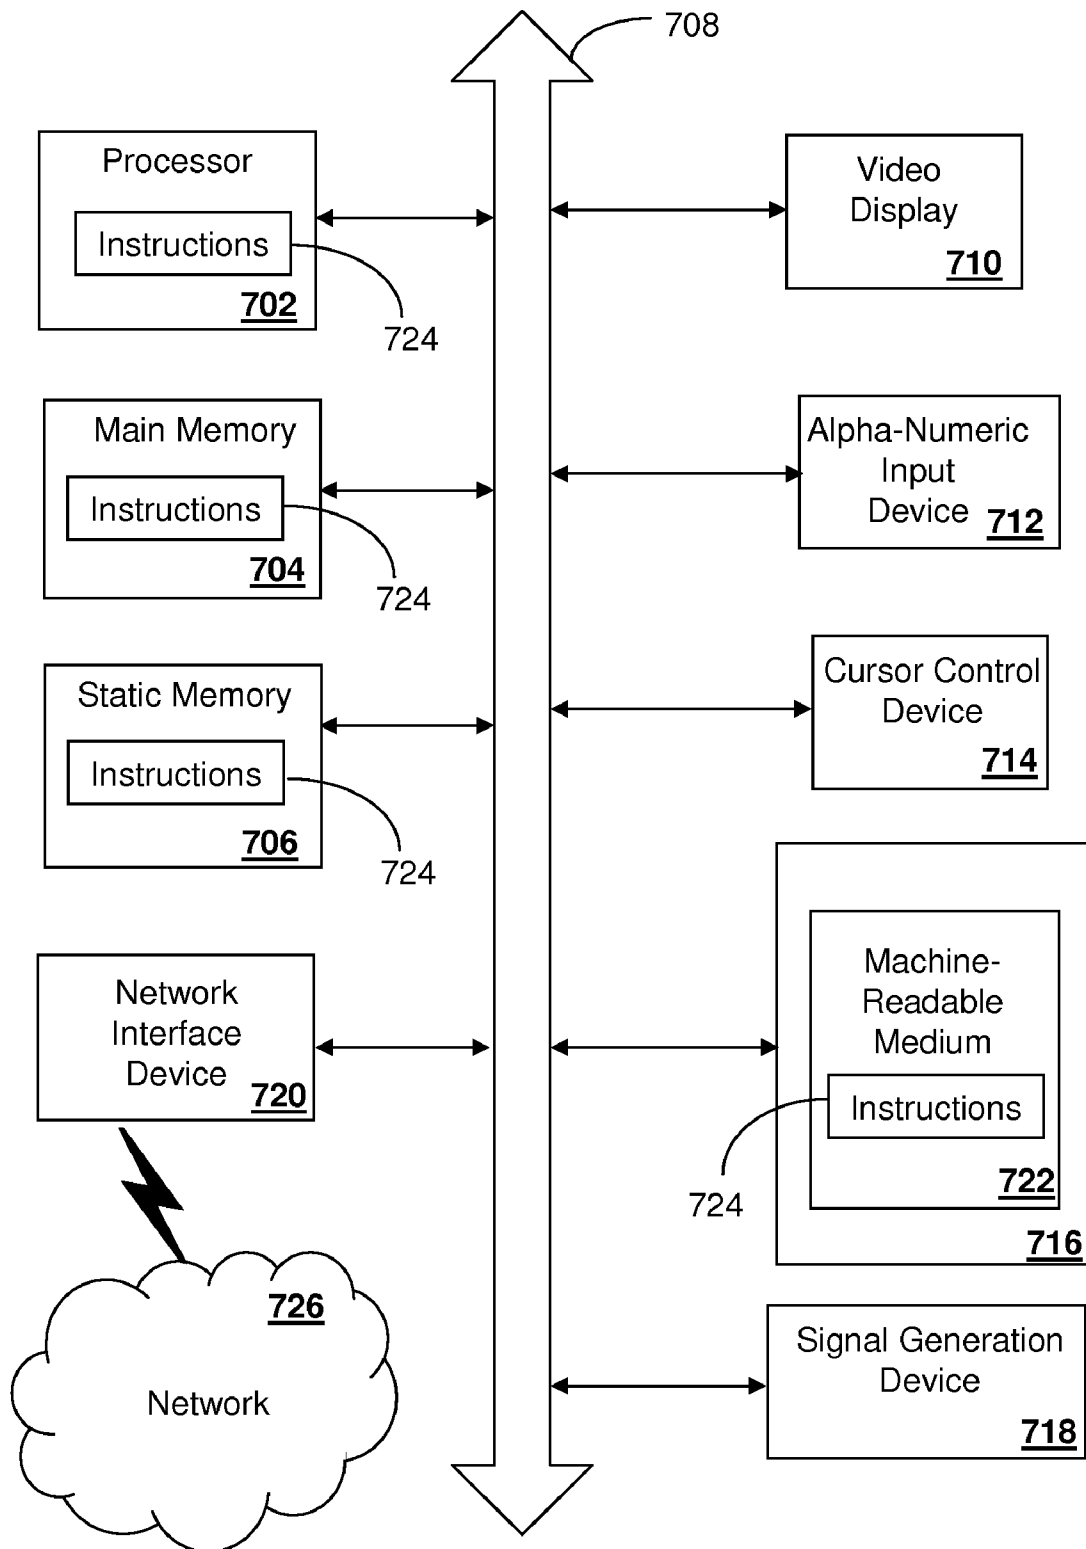 708
Processor
Instructions
702
724
Video
Display
710
Main Memory
Instructions
704
724
Alpha-Numeric
Input
Device
712
Static Memory
Instructions
706
724
Cursor Control
Device
714
Network
Interface
Device
720
Machine-
Readable
Medium
Instructions
722
724
716
726
Network
Signal Generation
Device
718